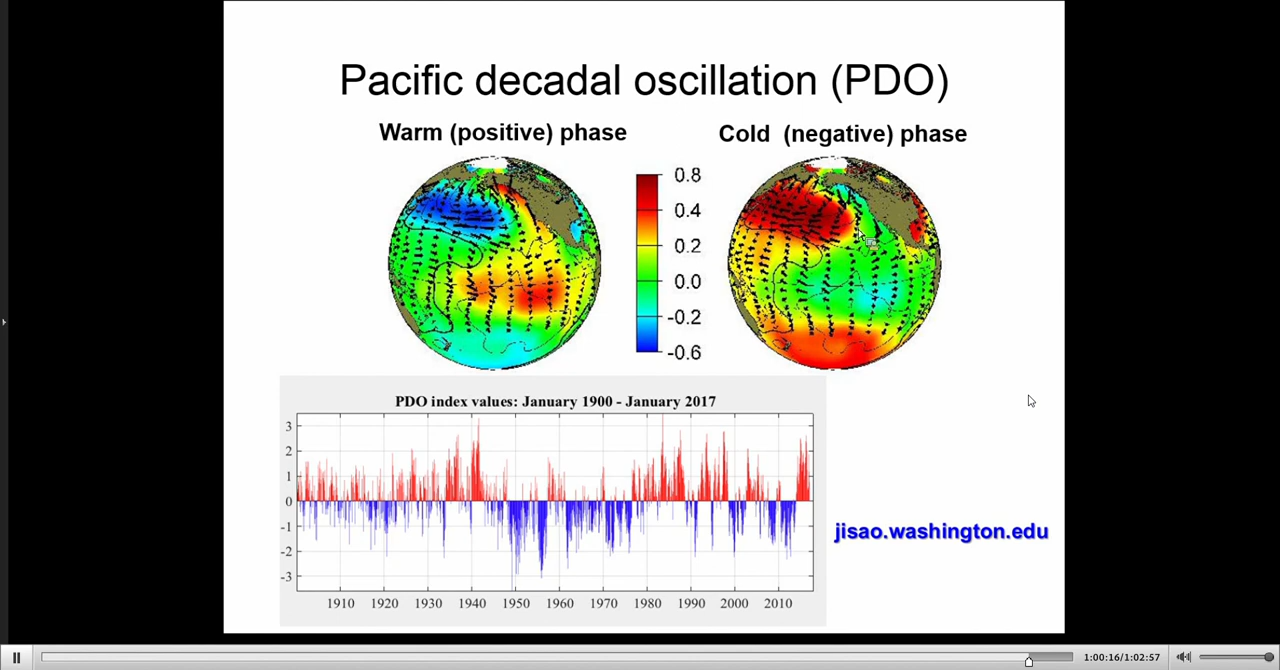 Pacific decadal oscillation (PDO)
Warm (positive) phase
Cold (negative) phase
0.8
0.4
0.2
0.0
-0.2
-0.6
PDO index values: January 1900 - January 2017
3
2
1
0
-1
-2
-3
1910 1920 1930 1940 1950 1960 1970 1980 1990 2000 2010
jisao.washington.edu
1:00:16/1:02:57